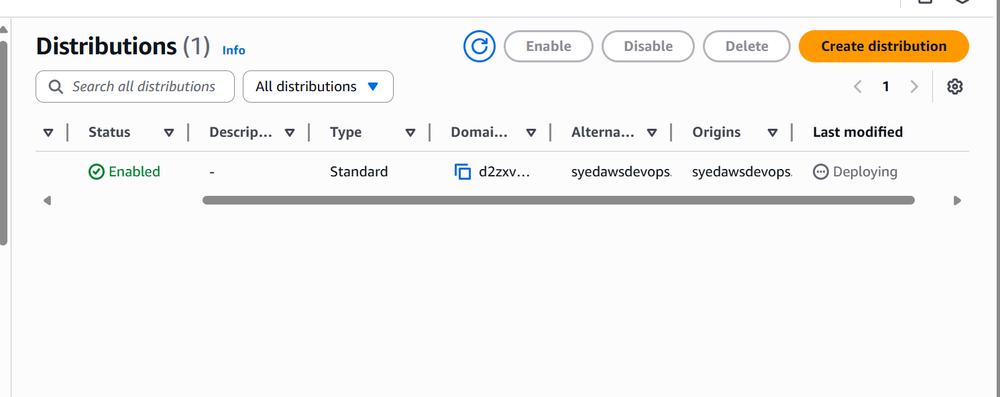 Distributions (1) Info Enable Disable Delete Create distribution
Search all distributions All distributions 1
Status Descrip... Type Domai... Alterna... Origins Last modified
Enabled - Standard d2zxv... syedawsdevops. syedawsdevops. Deploying